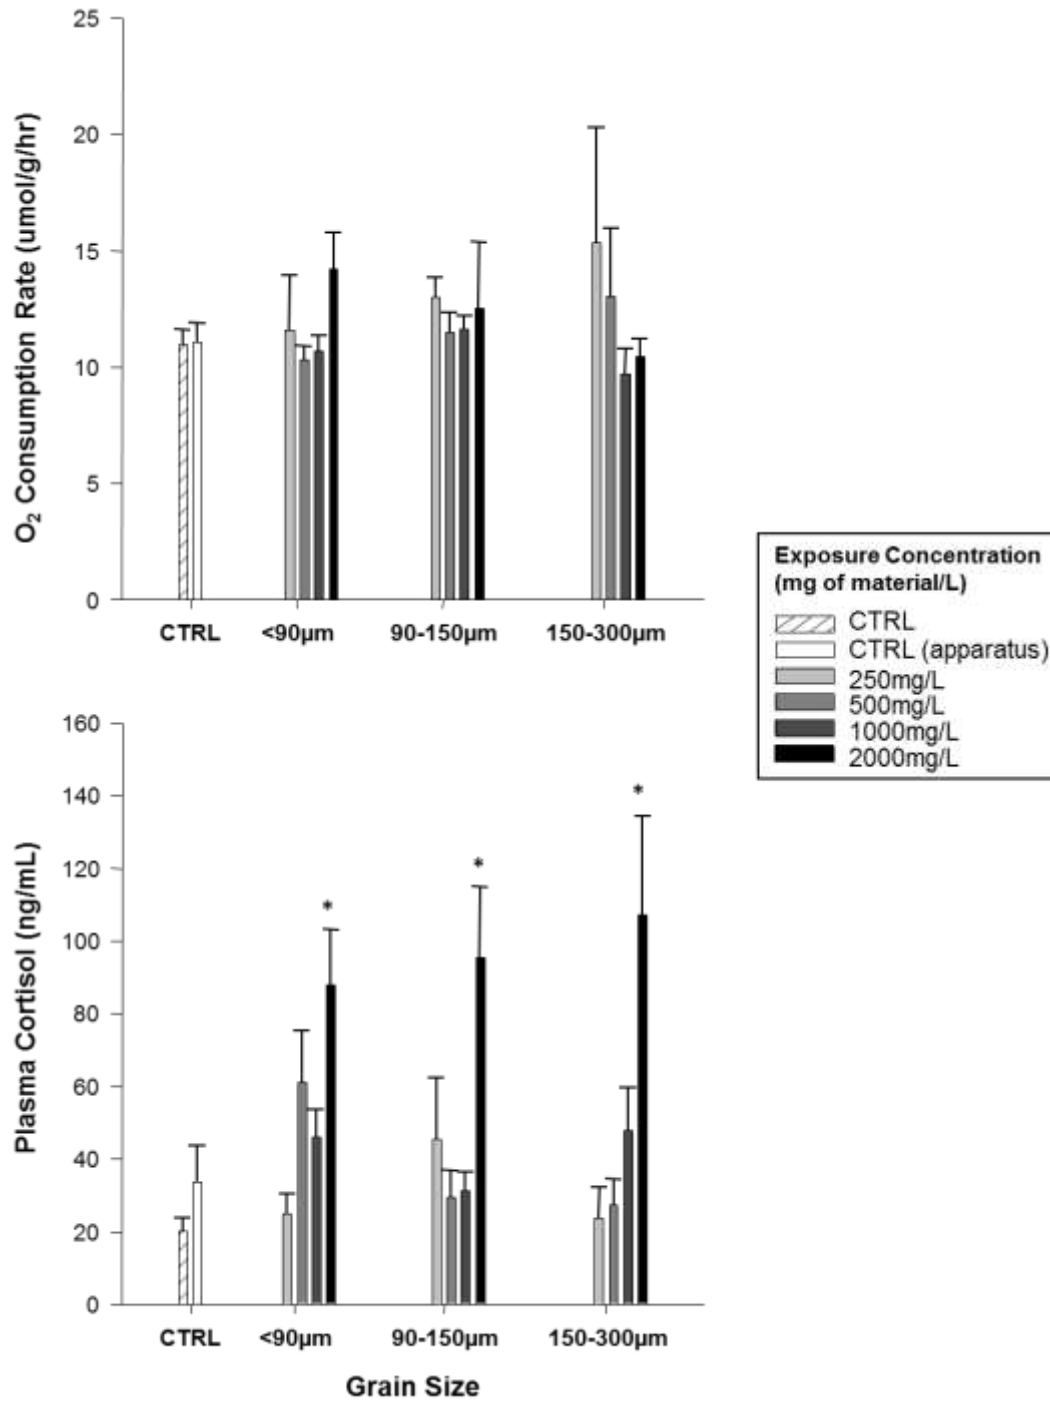 25
20
15
10
5
0
O₂ Consumption Rate (umol/g/hr)
CTRL <90µm 90-150µm 150-300µm
Exposure Concentration
(mg of material/L)
CTRL
CTRL (apparatus)
250mg/L
500mg/L
1000mg/L
2000mg/L
160
140
120
100
80
60
40
20
0
Plasma Cortisol (ng/mL)
*
*
*
CTRL <90µm 90-150µm 150-300µm
Grain Size